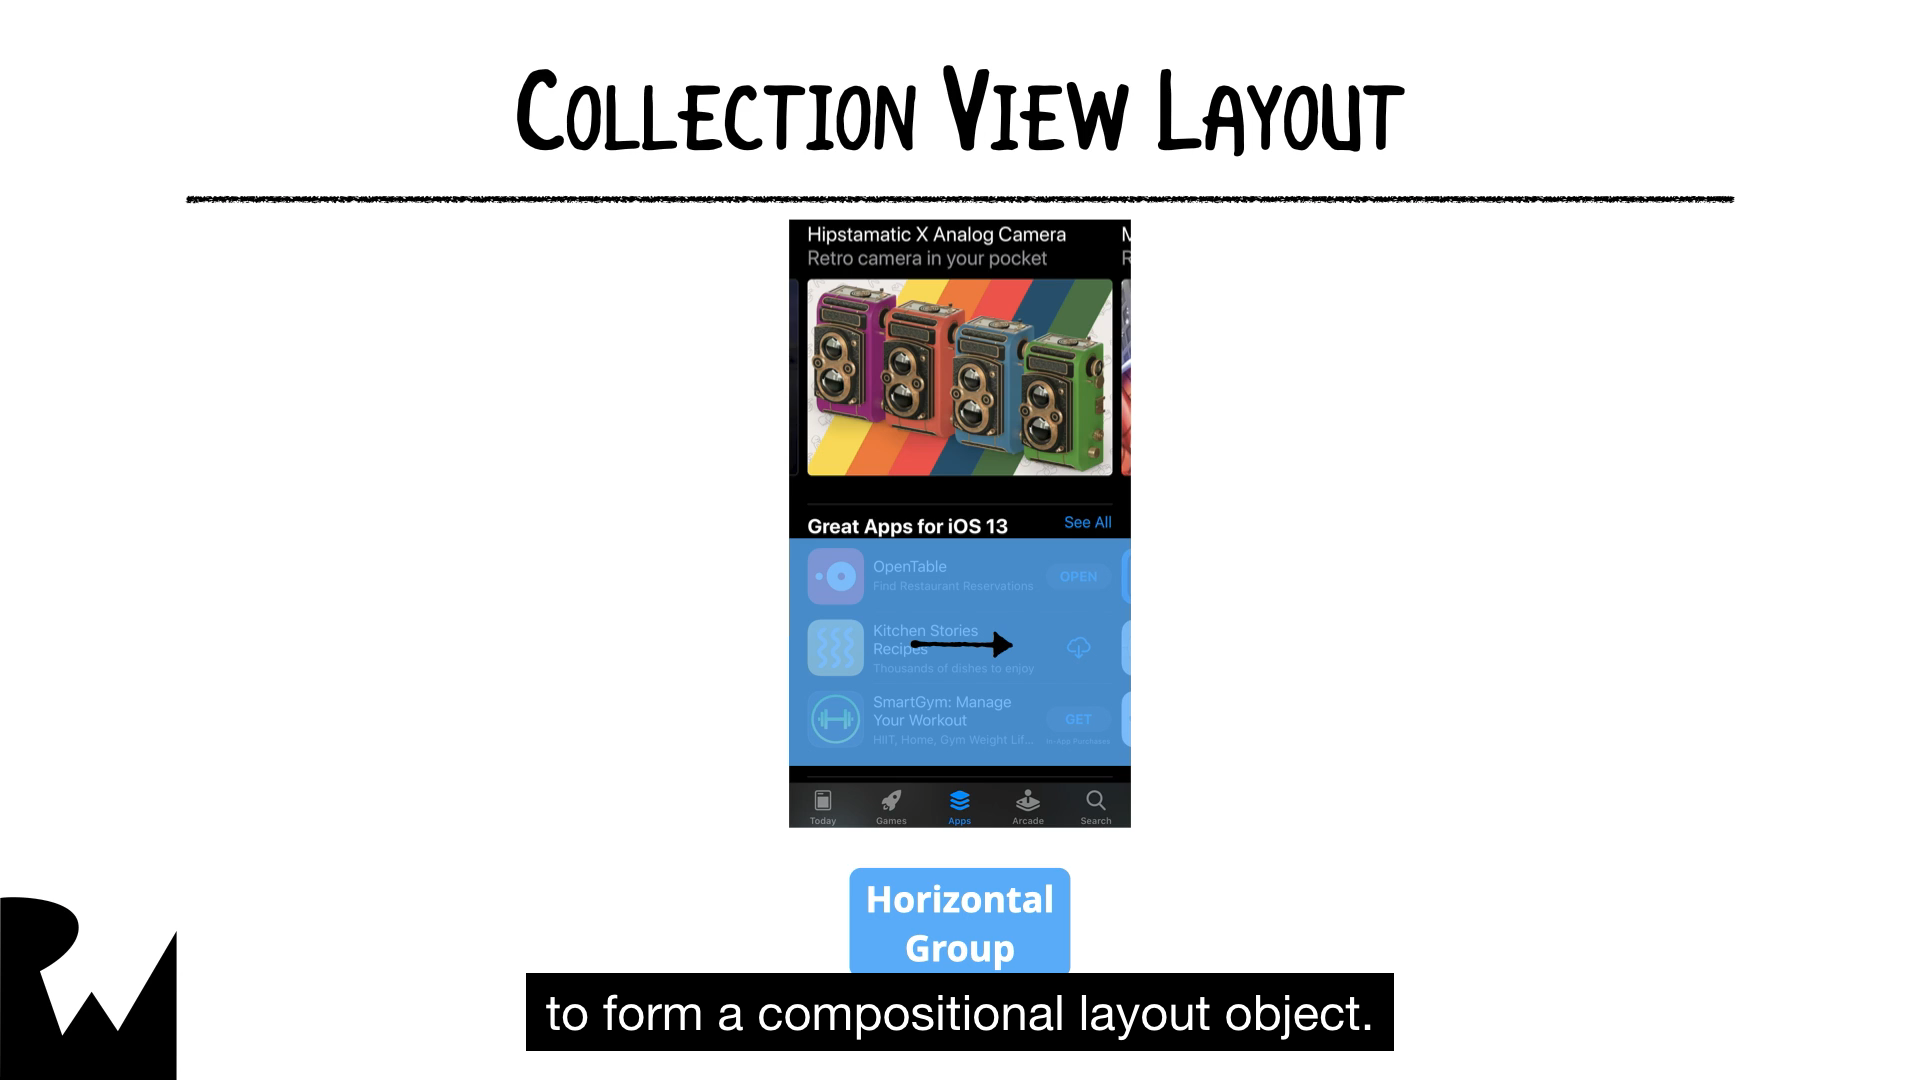 COLLECTION VIEW LAYOUT
Hipstamatic X Analog Camera
M
Retro camera in your pocket
R
Great Apps for iOS 13
See All
OpenTable
Find Restaurant Reservations
OPEN
Kitchen Stories
Recipes
Thousands of dishes to enjoy
SmartGym: Manage
Your Workout
HIIT, Home, Gym Weight Lif...
GET
In-App Purchases
Today
Games
Apps
Arcade
Search
Horizontal
Group
to form a compositional layout object.
RW